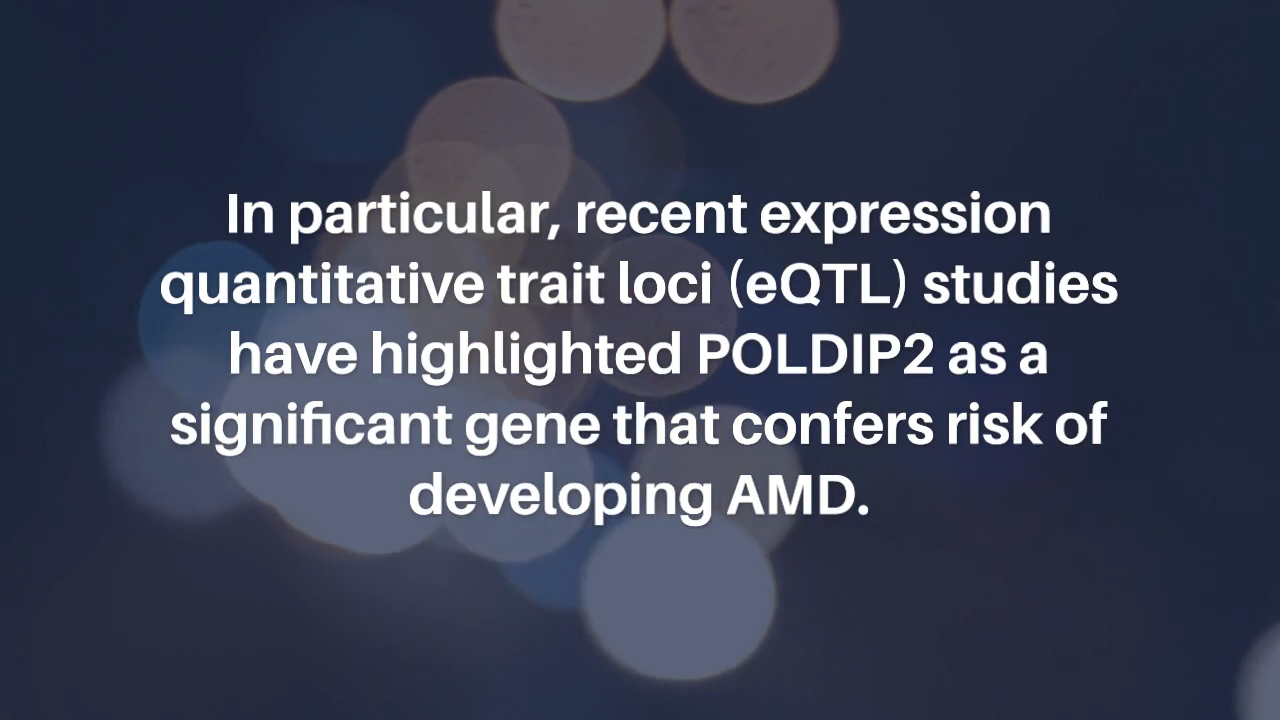 In particular, recent expression
quantitative trait loci (eQTL) studies
have highlighted POLDIP2 as a
significant gene that confers risk of
developing AMD.